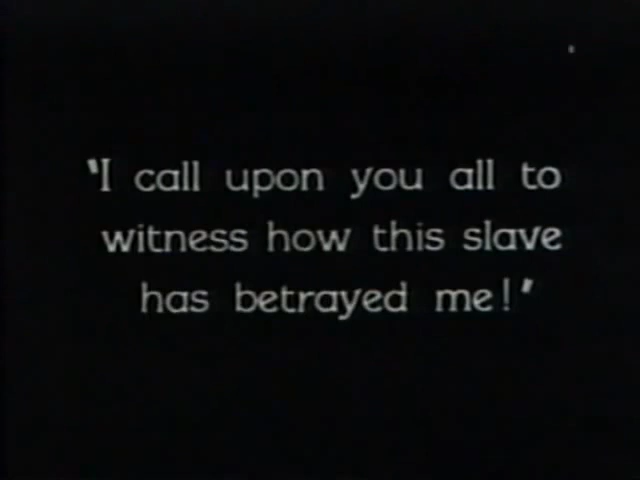 'I call upon you all to
witness how this slave
has betrayed me!'